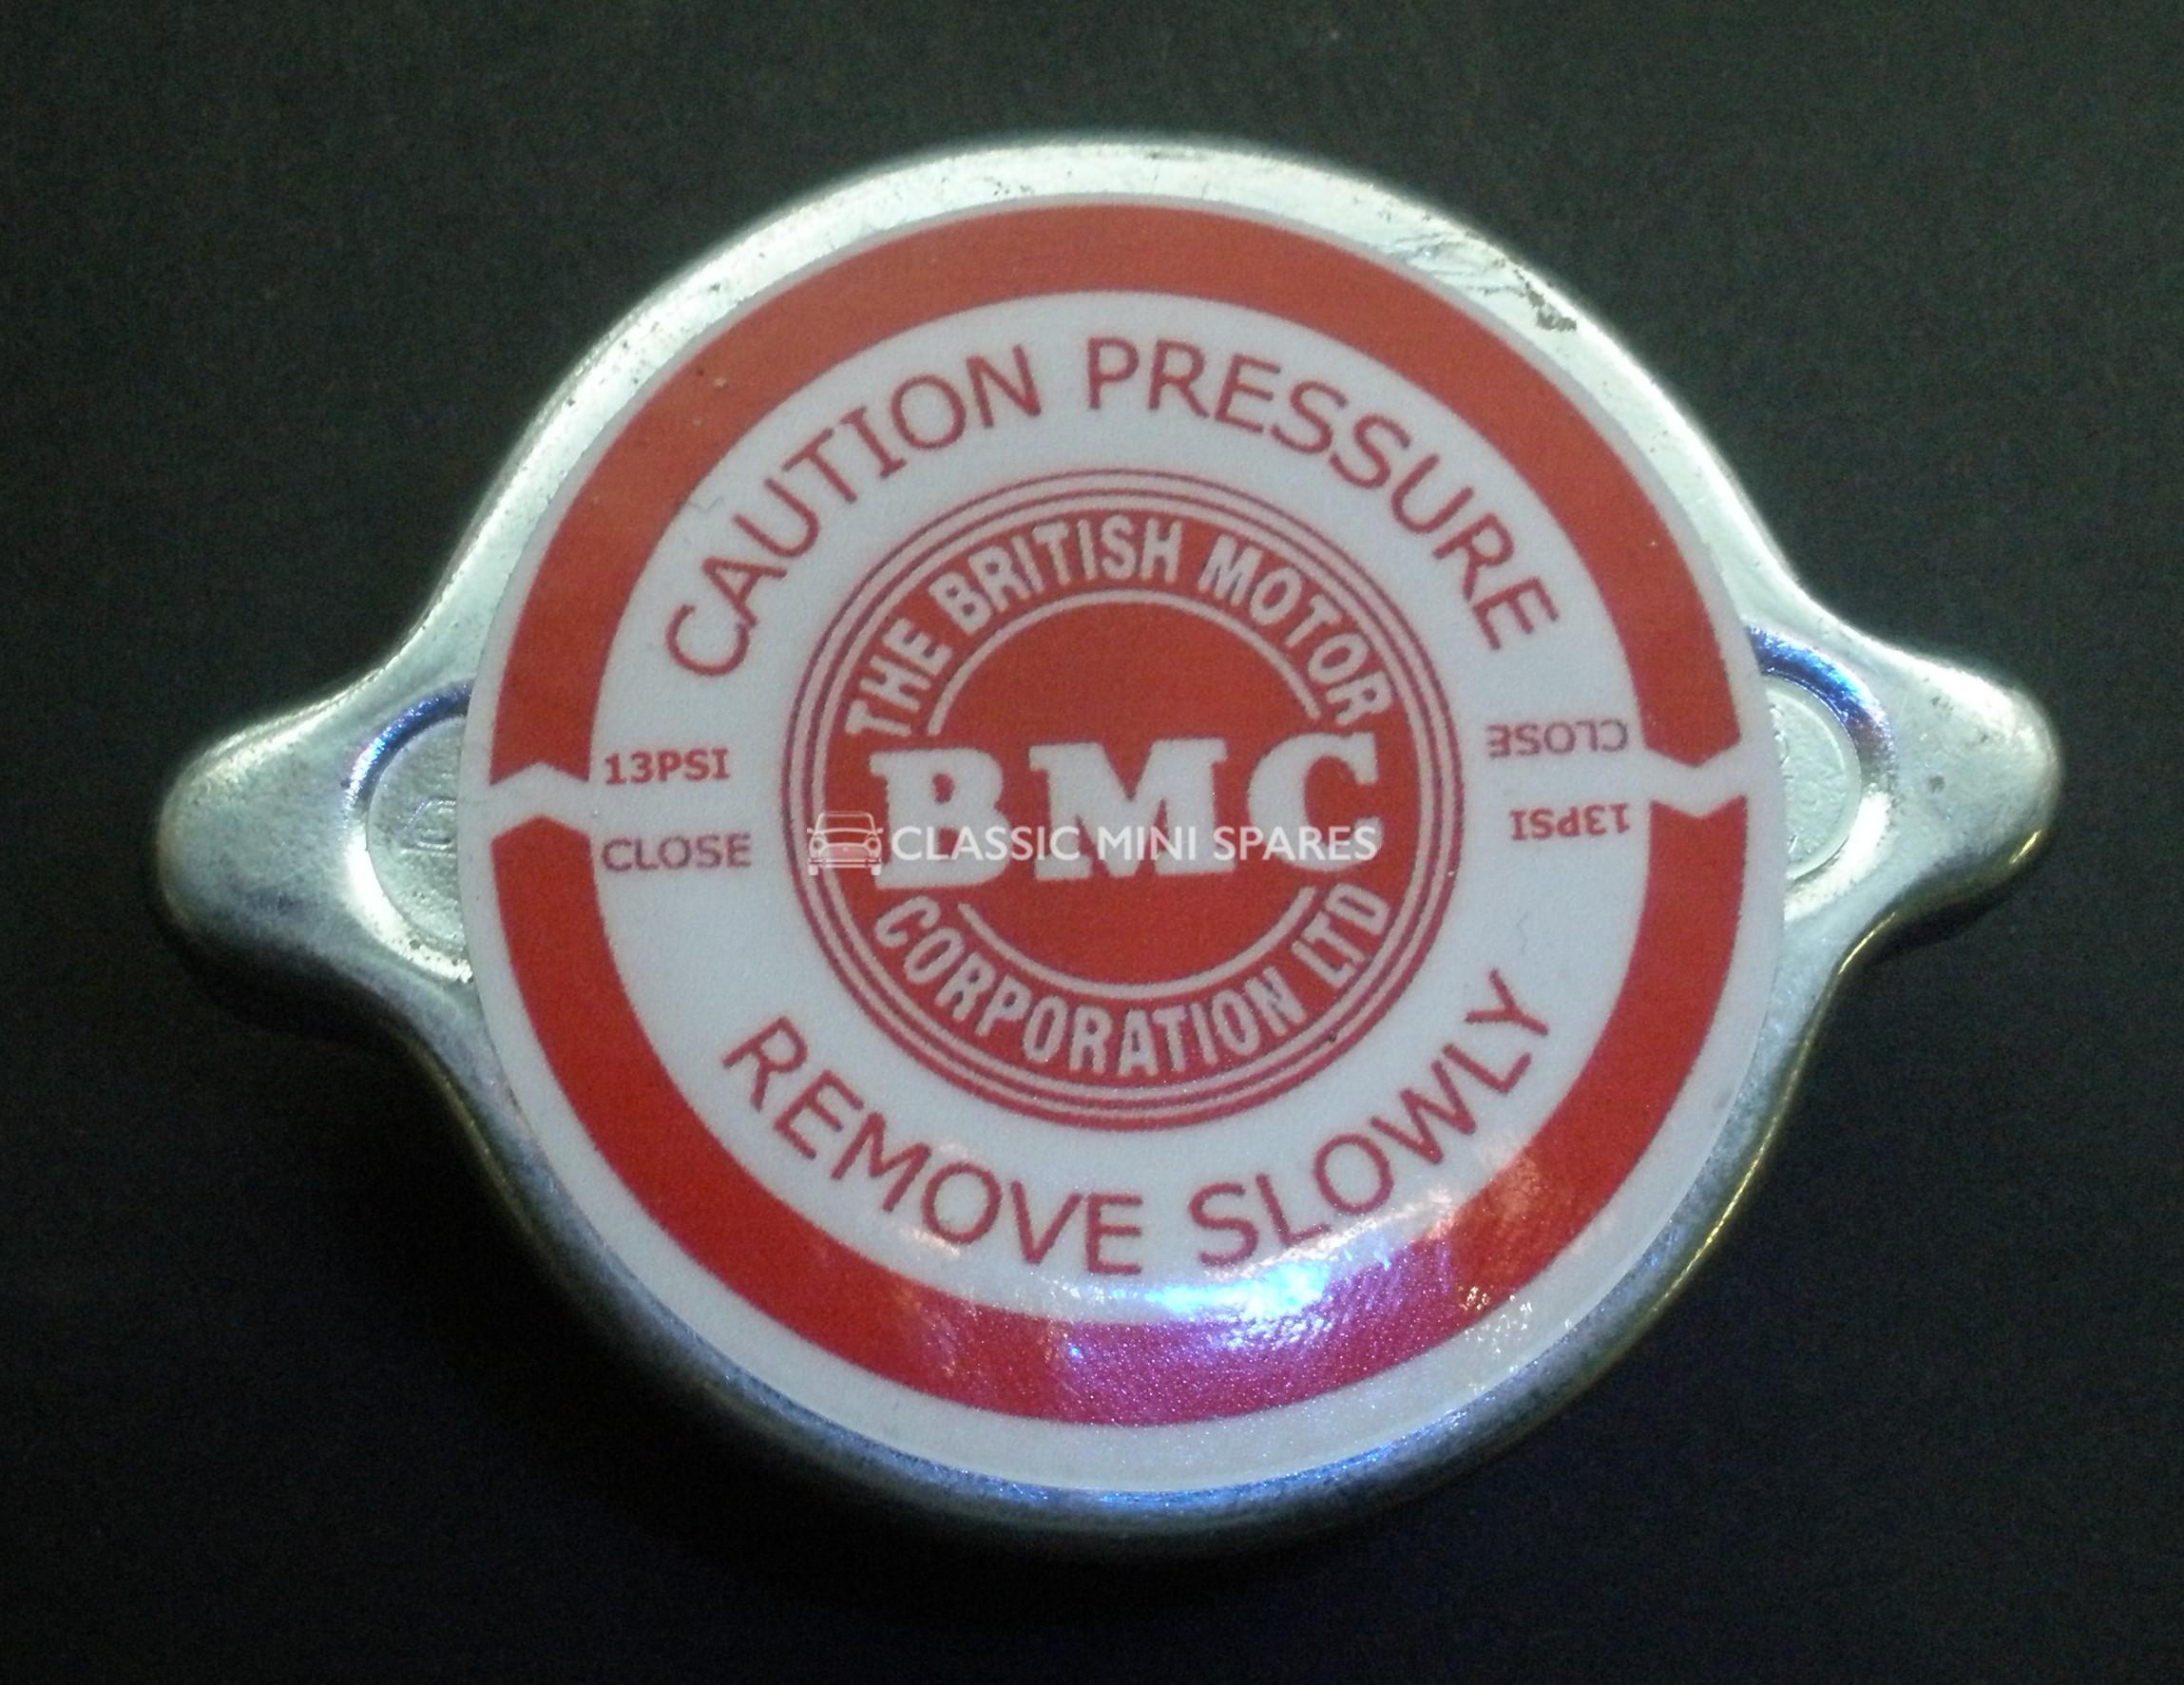 CAUTION PRESSURE
THE BRITISH MOTOR
13PSI
CLOSE
BMC
CLASSIC MINI SPARES
CLOSE
13PSI
CORPORATION LTD
REMOVE SLOWLY